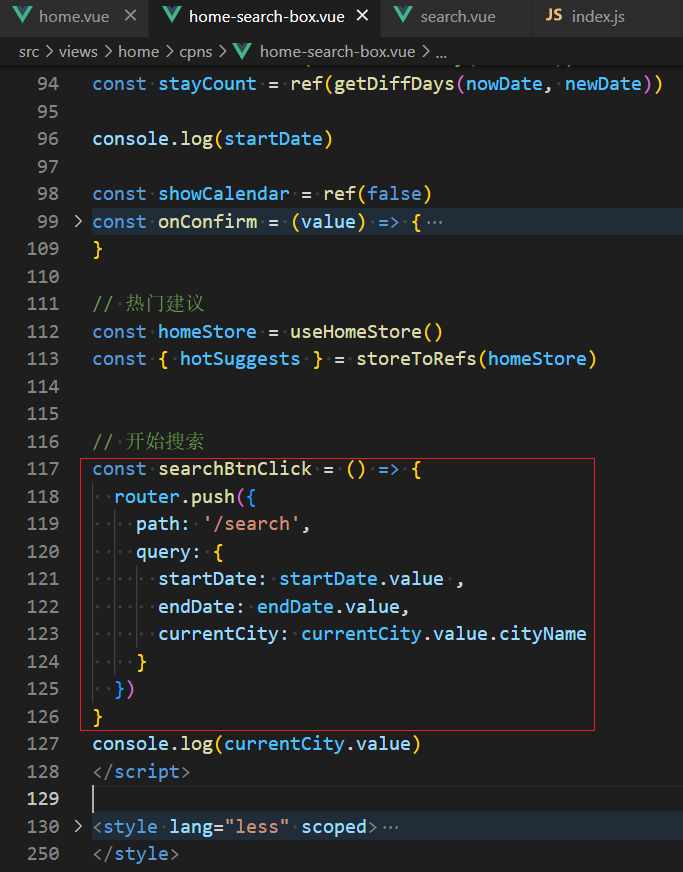 home.vue
home-search-box.vue
search.vue
JS index.js
src > views > home > cpns > home-search-box.vue > ...
94 const stayCount = ref(getDiffDays(nowDate, newDate))
95
96 console.log(startDate)
97
98 const showCalendar = ref(false)
99 const onConfirm = (value) => { ...
109 }
110
111 // 热门建议
112 const homeStore = useHomeStore()
113 const { hotSuggests } = storeToRefs(homeStore)
114
115
116 // 开始搜索
117 const searchBtnClick = () => {
118 router.push({
119 path: '/search',
120 query: {
121 startDate: startDate.value ,
122 endDate: endDate.value,
123 currentCity: currentCity.value.cityName
124 }
125 })
126 }
127 console.log(currentCity.value)
128 </script>
129
130 <style lang="less" scoped> ...
250 </style>